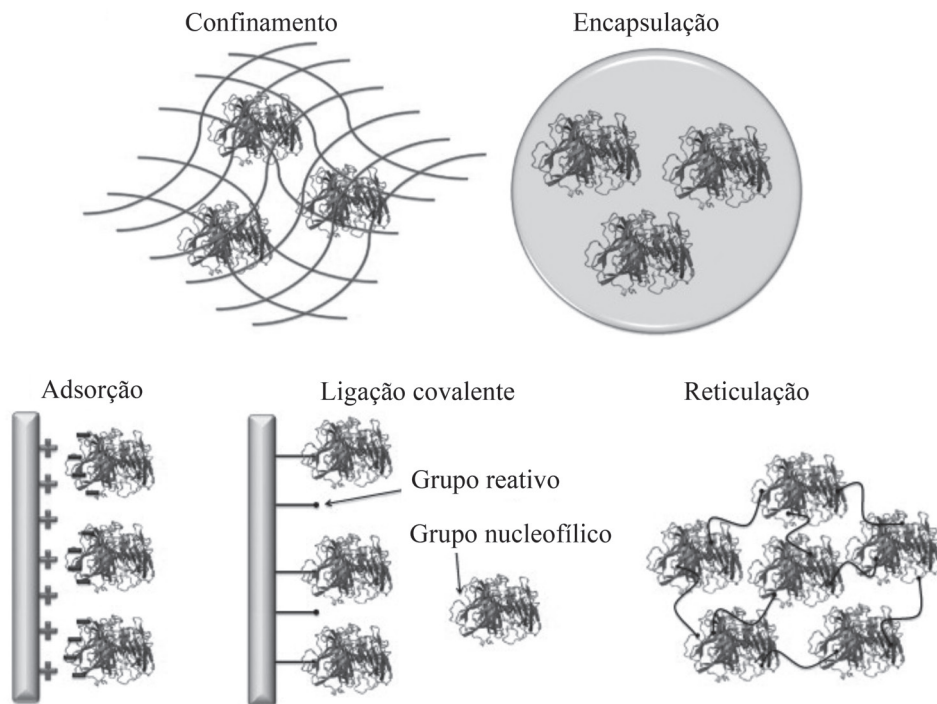 Confinamento
Encapsulação
Adsorção
Ligação covalente
Reticulação
Grupo reativo
Grupo nucleofílico